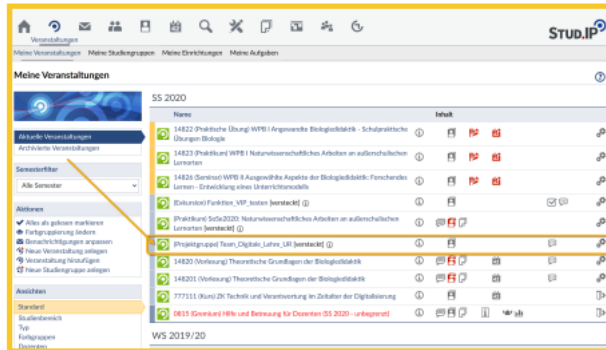 Veranstaltungen
STUD.IP
Meine Veranstaltungen Meine Studiengruppen Meine Einrichtungen Meine Aufgaben
Meine Veranstaltungen
SS 2020
Name Inhalt
Aktuelle Veranstaltungen
Archivierte Veranstaltungen
Semesterfilter
Alle Semester
Aktionen
Alles als gelesen markieren
Farbgruppierung ändern
Benachrichtigungen anpassen
Neue Veranstaltung anlegen
Veranstaltung hinzufügen
Neue Studiengruppe anlegen
Ansichten
Standard
Studienbereich
Typ
Farbgruppen
Dozenten
14822 (Praktische Übung) WPB I Angewandte Biologiedidaktik - Schulpraktische
Übungen Biologie
14823 (Praktikum) WPB I Naturwissenschaftliches Arbeiten an außerschulischen
Lernorten
14826 (Seminar) WPB II Ausgewählte Aspekte der Biologiedidaktik: Forschendes
Lernen - Entwicklung eines Unterrichtsmodells
(Exkursion) Funktion_VIP_testen [versteckt]
(Praktikum) SoSe2020: Naturwissenschaftliches Arbeiten an außerschulischen
Lernorten [versteckt]
(Projektgruppe) Team_Digitale_Lehre_UR [versteckt]
14820 (Vorlesung) Theoretische Grundlagen der Biologiedidaktik
148201 (Vorlesung) Theoretische Grundlagen der Biologiedidaktik
777111 (Kurs) ZK Technik und Verantwortung im Zeitalter der Digitalisierung
0815 (Gremium) Hilfe und Betreuung für Dozenten (SS 2020 - unbegrenzt)
WS 2019/20